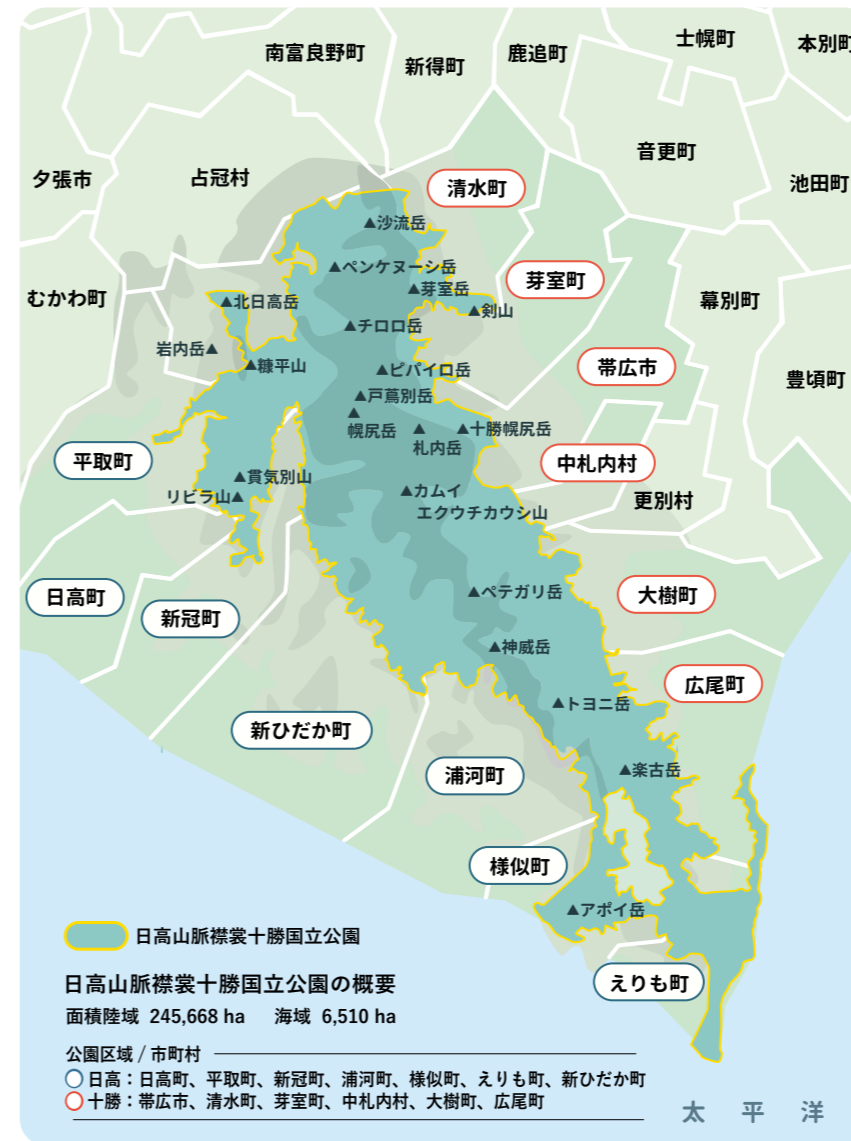 南富良野町
新得町
鹿追町
士幌町
本別町
夕張市
占冠村
清水町
音更町
池田町
▲沙流岳
▲ペンケヌーシ岳
▲芽室岳
芽室町
むかわ町
▲北日高岳
▲剣山
幕別町
岩内岳▲
▲チロロ岳
▲糠平山
▲ピパイロ岳
帯広市
豊頃町
▲戸蔦別岳
▲
幌尻岳
▲
札内岳
▲十勝幌尻岳
平取町
中札内村
▲貫気別山
リビラ山▲
▲カムイ
エクウチカウシ山
更別村
日高町
新冠町
▲ペテガリ岳
大樹町
▲神威岳
広尾町
新ひだか町
▲トヨニ岳
浦河町
▲楽古岳
様似町
▲アポイ岳
えりも町
日高山脈襟裳十勝国立公園
日高山脈襟裳十勝国立公園の概要
面積陸域 245,668 ha 海域 6,510 ha
公園区域 / 市町村
日高：日高町、平取町、新冠町、浦河町、様似町、えりも町、新ひだか町
十勝：帯広市、清水町、芽室町、中札内村、大樹町、広尾町
太平洋